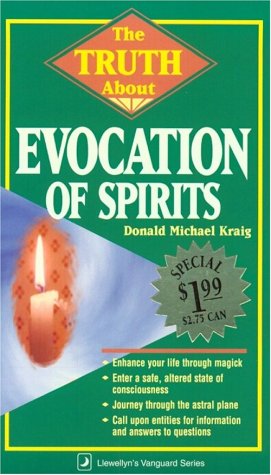 The
TRUTH
About
EVOCATION
OF SPIRITS
Donald Michael Kraig
SPECIAL
$1.99
$2.75 CAN
Enhance your life through magick
Enter a safe, altered state of
consciousness
Journey through the astral plane
Call upon entities for information
and answers to questions
Llewellyn's Vanguard Series